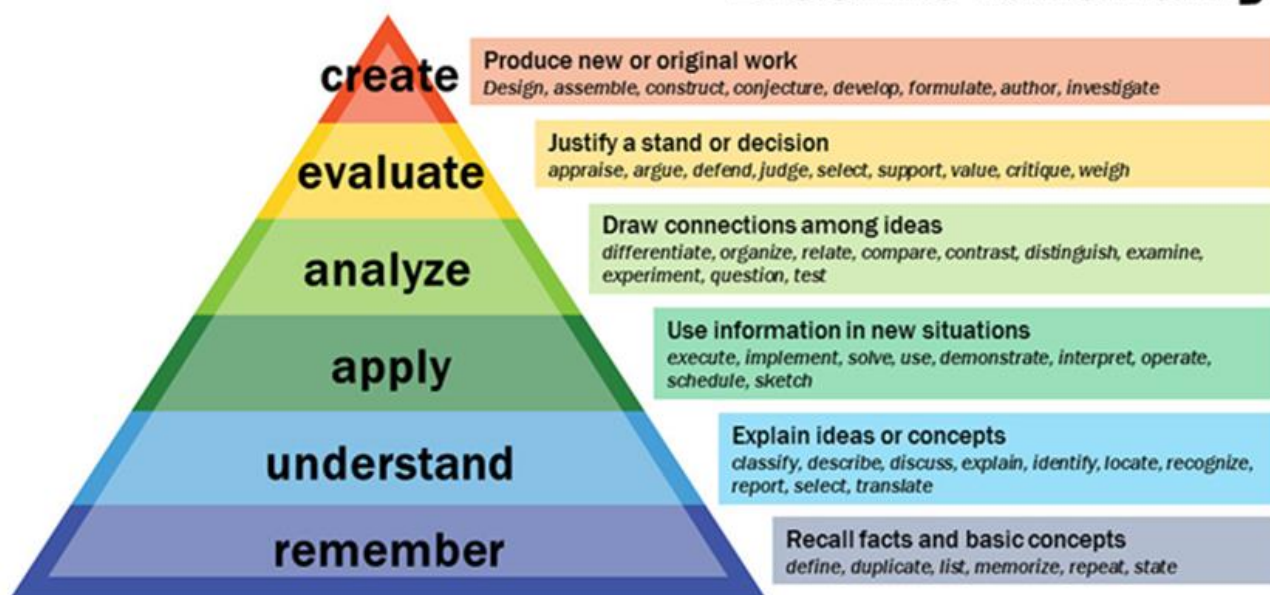 create
Produce new or original work
Design, assemble, construct, conjecture, develop, formulate, author, investigate
evaluate
Justify a stand or decision
appraise, argue, defend, judge, select, support, value, critique, weigh
analyze
Draw connections among ideas
differentiate, organize, relate, compare, contrast, distinguish, examine,
experiment, question, test
apply
Use information in new situations
execute, implement, solve, use, demonstrate, interpret, operate,
schedule, sketch
understand
Explain ideas or concepts
classify, describe, discuss, explain, identify, locate, recognize,
report, select, translate
remember
Recall facts and basic concepts
define, duplicate, list, memorize, repeat, state